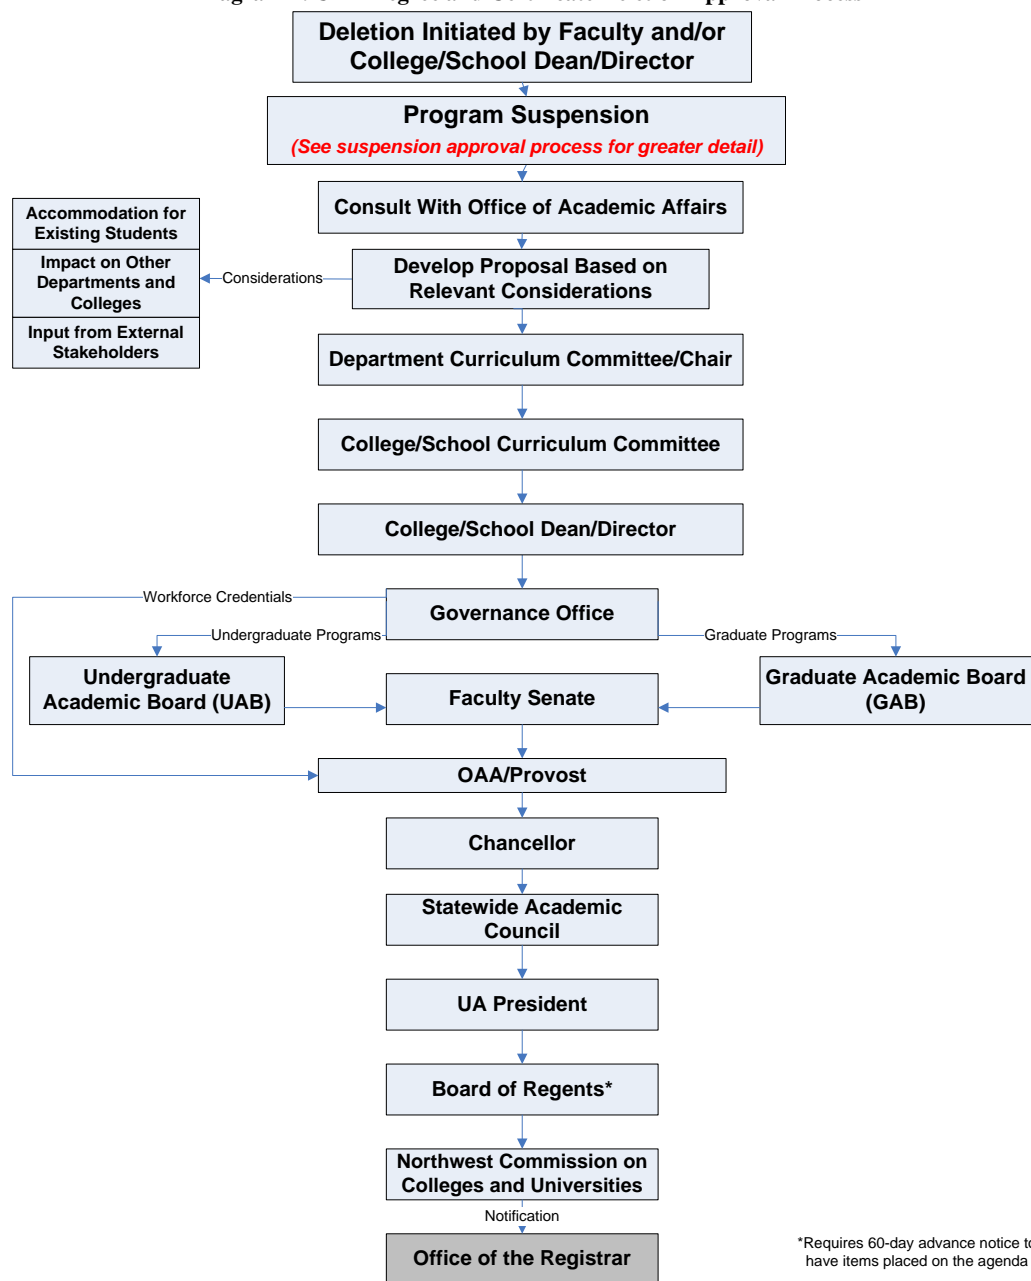 Deletion Initiated by Faculty and/or
College/School Dean/Director
Program Suspension
(See suspension approval process for greater detail)
Consult With Office of Academic Affairs
Accommodation for
Existing Students
Impact on Other
Departments and
Colleges
Input from External
Stakeholders
Considerations
Develop Proposal Based on
Relevant Considerations
Department Curriculum Committee/Chair
College/School Curriculum Committee
College/School Dean/Director
Workforce Credentials
Governance Office
Undergraduate Programs
Graduate Programs
Undergraduate
Academic Board (UAB)
Faculty Senate
Graduate Academic Board
(GAB)
OAA/Provost
Chancellor
Statewide Academic
Council
UA President
Board of Regents*
Northwest Commission on
Colleges and Universities
Notification
Office of the Registrar
*Requires 60-day advance notice to
have items placed on the agenda